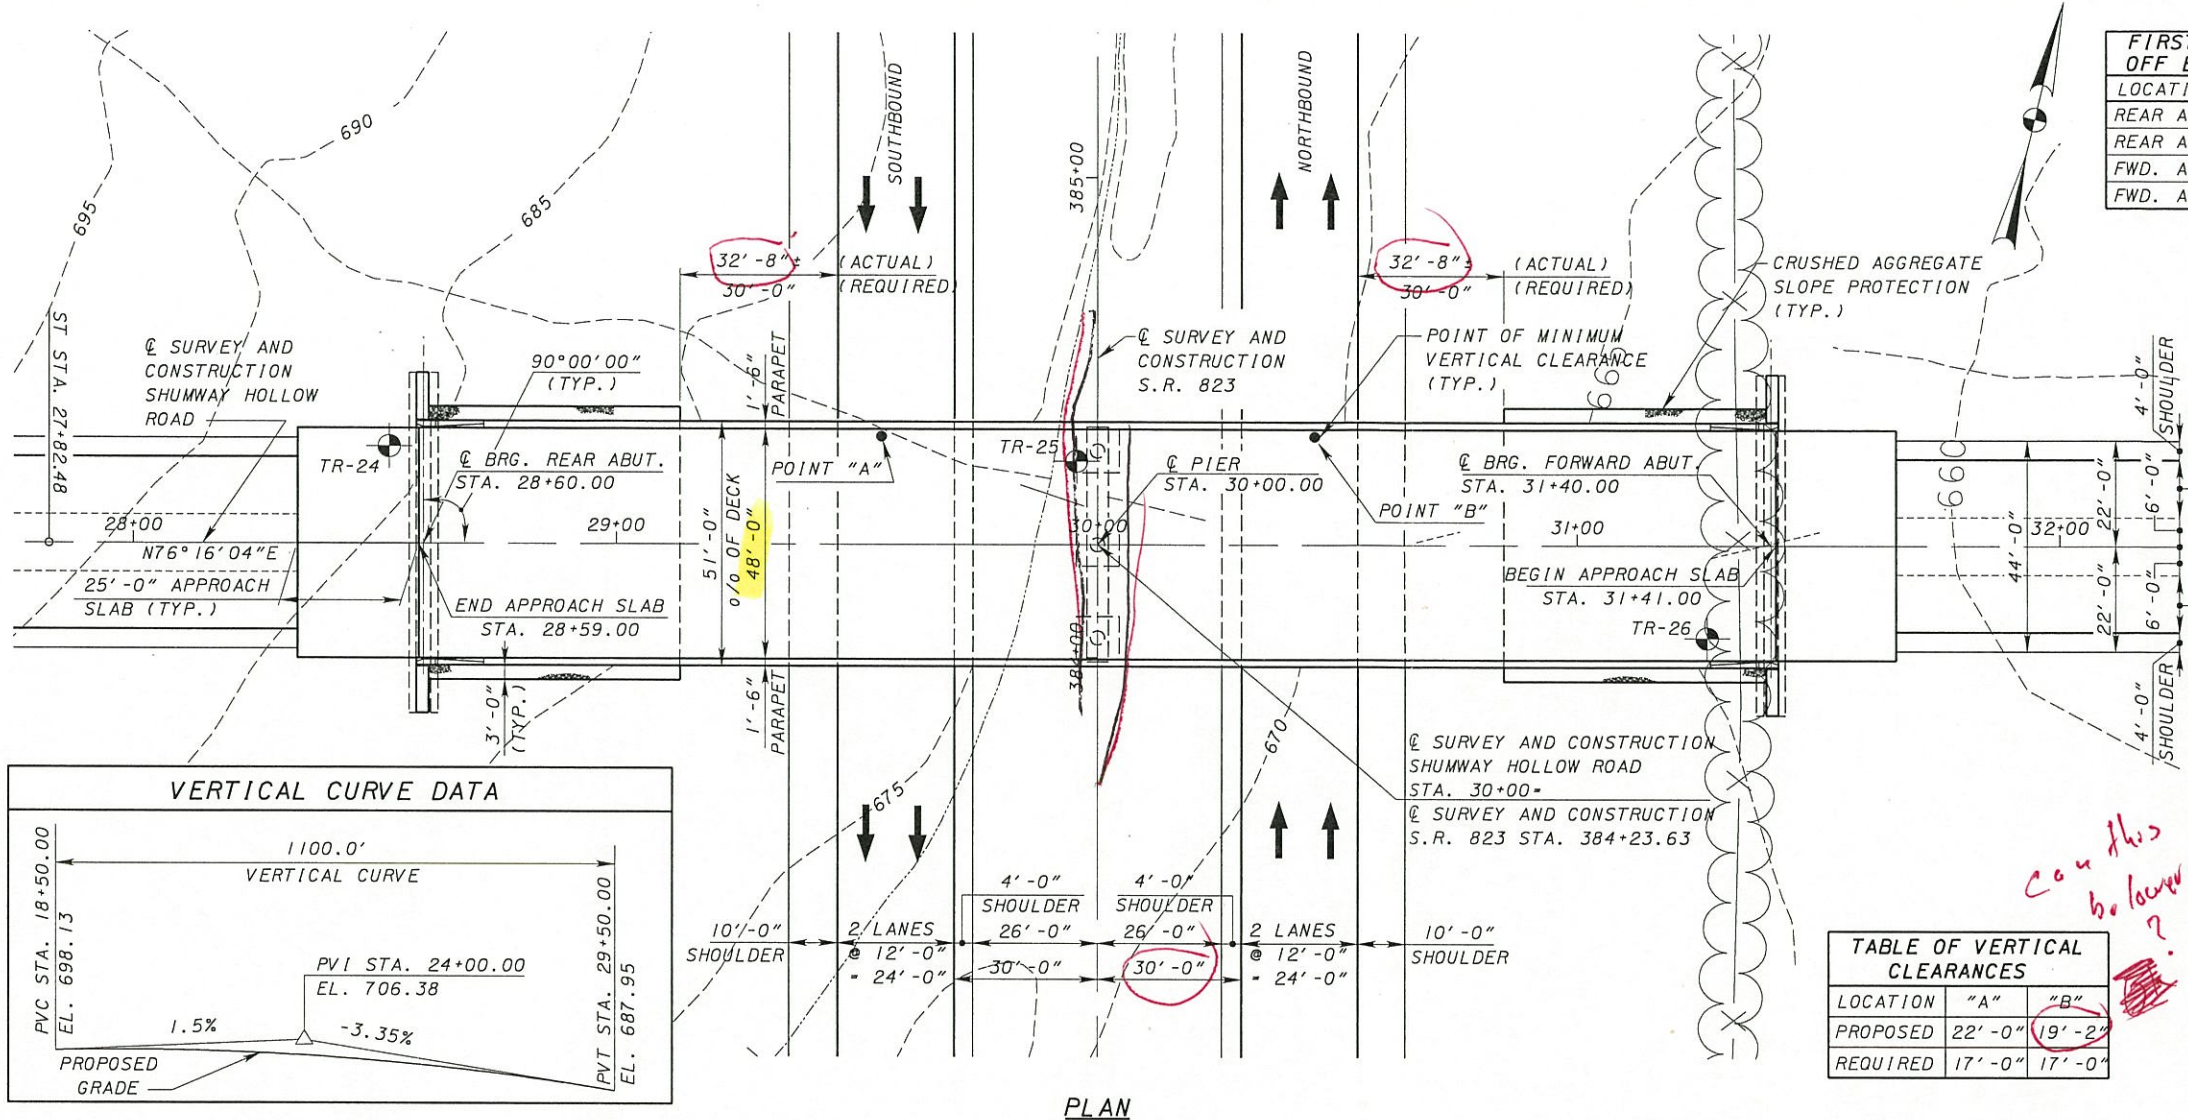 695
690
685
SOUTHBOUND
385+00
NORTHBOUND
FIRST
OFF
LOCATI
REAR A
REAR A
FWD. A
FWD. A
32'-8"± (ACTUAL)
30'-0" (REQUIRED)
32'-8"± (ACTUAL)
30'-0" (REQUIRED)
CRUSHED AGGREGATE
SLOPE PROTECTION
(TYP.)
ST STA. 27+82.48
℄ SURVEY AND
CONSTRUCTION
SHUMWAY HOLLOW
ROAD
90°00'00"
(TYP.)
1'-6"
PARAPET
℄ SURVEY AND
CONSTRUCTION
S.R. 823
POINT OF MINIMUM
VERTICAL CLEARANCE
(TYP.)
665
4'-0"
SHOULDER
TR-24
℄ BRG. REAR ABUT.
STA. 28+60.00
POINT "A"
TR-25
℄ PIER
STA. 30+00.00
℄ BRG. FORWARD ABUT.
STA. 31+40.00
POINT "B"
660
28+00
29+00
30+00
31+00
32+00
N76°16'04"E
51'-0"
O/O OF DECK
48'-0"
44'-0"
22'-0"
22'-0"
6'-0"
6'-0"
25'-0" APPROACH
SLAB (TYP.)
END APPROACH SLAB
STA. 28+59.00
BEGIN APPROACH SLAB
STA. 31+41.00
TR-26
384+00
3'-0"
(TYP.)
1'-6"
PARAPET
4'-0"
SHOULDER
670
675
℄ SURVEY AND CONSTRUCTION
SHUMWAY HOLLOW ROAD
STA. 30+00=
℄ SURVEY AND CONSTRUCTION
S.R. 823 STA. 384+23.63
VERTICAL CURVE DATA
PVC STA. 18+50.00
EL. 698.13
1100.0'
VERTICAL CURVE
PVI STA. 24+00.00
EL. 706.38
1.5%
-3.35%
PROPOSED
GRADE
PVT STA. 29+50.00
EL. 687.95
10'-0"
SHOULDER
2 LANES
@ 12'-0"
= 24'-0"
4'-0"
SHOULDER
26'-0"
30'-0"
4'-0"
SHOULDER
26'-0"
30'-0"
2 LANES
@ 12'-0"
= 24'-0"
10'-0"
SHOULDER
Can this
be lower
?
TABLE OF VERTICAL
CLEARANCES
LOCATION "A" "B"
PROPOSED 22'-0" 19'-2"
REQUIRED 17'-0" 17'-0"
PLAN